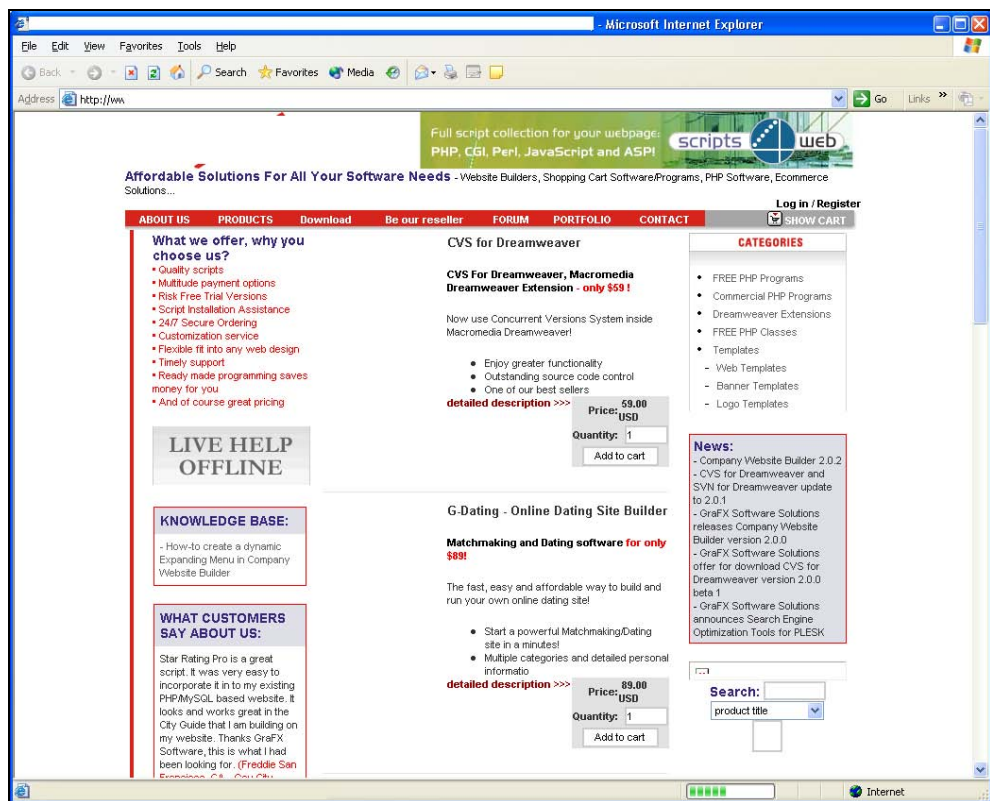 - Microsoft Internet Explorer
File Edit View Favorites Tools Help
Back Search Favorites Media
Address http://ww Go Links »
Full script collection for your webpage:
PHP, CGI, Perl, JavaScript and ASP!
scripts web
Affordable Solutions For All Your Software Needs - Website Builders, Shopping Cart Software/Programs, PHP Software, Ecommerce
Solutions...
Log in / Register
ABOUT US PRODUCTS Download Be our reseller FORUM PORTFOLIO CONTACT SHOW CART
What we offer, why you
choose us?
• Quality scripts
• Multitude payment options
• Risk Free Trial Versions
• Script Installation Assistance
• 24/7 Secure Ordering
• Customization service
• Flexible fit into any web design
• Timely support
• Ready made programming saves
money for you
• And of course great pricing
LIVE HELP
OFFLINE
KNOWLEDGE BASE:
- How-to create a dynamic
Expanding Menu in Company
Website Builder
WHAT CUSTOMERS
SAY ABOUT US:
Star Rating Pro is a great
script. It was very easy to
incorporate it in to my existing
PHP/MySQL based website. It
looks and works great in the
City Guide that I am building on
my website. Thanks GraFX
Software, this is what I had
been looking for. (Freddie San
CVS for Dreamweaver
CVS For Dreamweaver, Macromedia
Dreamweaver Extension - only $59 !
Now use Concurrent Versions System inside
Macromedia Dreamweaver!
• Enjoy greater functionality
• Outstanding source code control
• One of our best sellers
detailed description >>>
Price: 59.00
USD
Quantity: 1
Add to cart
G-Dating - Online Dating Site Builder
Matchmaking and Dating software for only
$89!
The fast, easy and affordable way to build and
run your own online dating site!
• Start a powerful Matchmaking/Dating
site in a minutes!
• Multiple categories and detailed personal
informatio
detailed description >>>
Price: 89.00
USD
Quantity: 1
Add to cart
CATEGORIES
• FREE PHP Programs
• Commercial PHP Programs
• Dreamweaver Extensions
• FREE PHP Classes
• Templates
- Web Templates
- Banner Templates
- Logo Templates
News:
- Company Website Builder 2.0.2
- CVS for Dreamweaver and
SVN for Dreamweaver update
to 2.0.1
- GraFX Software Solutions
releases Company Website
Builder version 2.0.0
- GraFX Software Solutions
offer for download CVS for
Dreamweaver version 2.0.0
beta 1
- GraFX Software Solutions
announces Search Engine
Optimization Tools for PLESK
Search:
product title
Internet